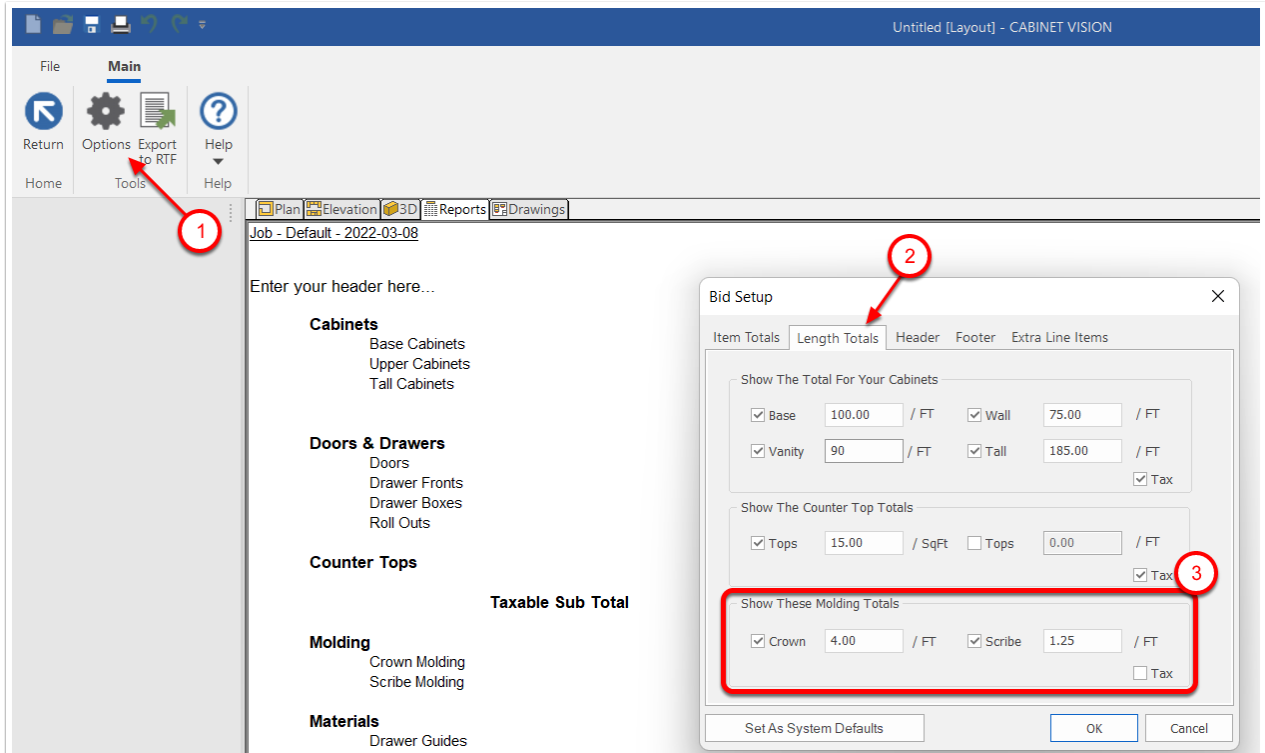 Untitled [Layout] - CABINET VISION
File Main
Return Options Export to RTF Help
Home Tools Help
1
Plan Elevation 3D Reports Drawings
Job - Default - 2022-03-08
2
Enter your header here...
Cabinets
Base Cabinets
Upper Cabinets
Tall Cabinets
Doors & Drawers
Doors
Drawer Fronts
Drawer Boxes
Roll Outs
Counter Tops
Taxable Sub Total
Molding
Crown Molding
Scribe Molding
Materials
Drawer Guides
Bid Setup
Item Totals Length Totals Header Footer Extra Line Items
Show The Total For Your Cabinets
Base 100.00 / FT Wall 75.00 / FT
Vanity 90 / FT Tall 185.00 / FT
Tax
Show The Counter Top Totals
Tops 15.00 / SqFt Tops 0.00 / FT
Tax
3
Show These Molding Totals
Crown 4.00 / FT Scribe 1.25 / FT
Tax
Set As System Defaults OK Cancel